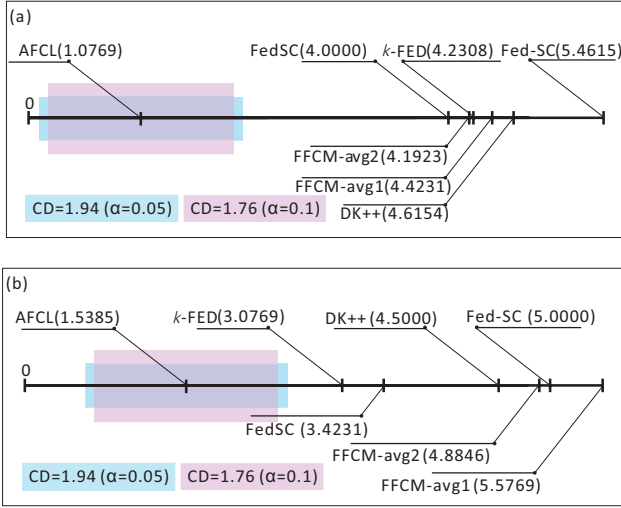 (a)
AFCL(1.0769)
FedSC(4.0000)
k-FED(4.2308)
Fed-SC(5.4615)
0
FFCM-avg2(4.1923)
FFCM-avg1(4.4231)
DK++(4.6154)
CD=1.94 (α=0.05)
CD=1.76 (α=0.1)
(b)
AFCL(1.5385)
k-FED(3.0769)
DK++(4.5000)
Fed-SC (5.0000)
0
FedSC (3.4231)
FFCM-avg2(4.8846)
FFCM-avg1(5.5769)
CD=1.94 (α=0.05)
CD=1.76 (α=0.1)